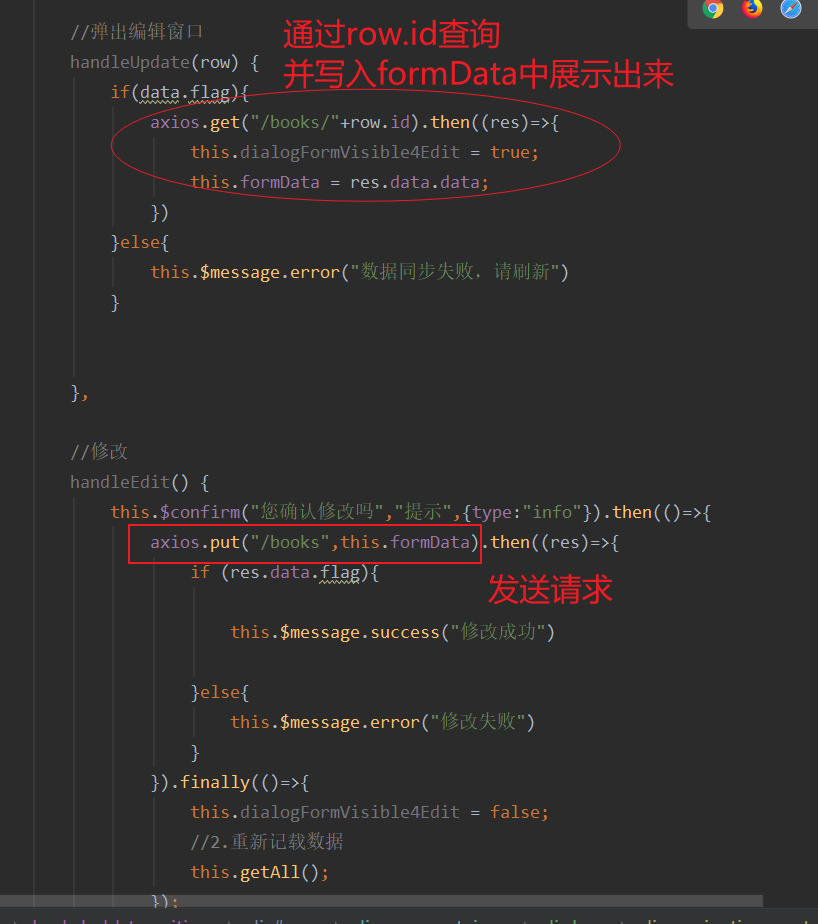 //弹出编辑窗口
通过row.id查询
handleUpdate(row) {
并写入formData中展示出来
if(data.flag){
axios.get("/books/"+row.id).then((res)=>{
this.dialogFormVisible4Edit = true;
this.formData = res.data.data;
})
}else{
this.$message.error("数据同步失败，请刷新")
}
},
//修改
handleEdit() {
this.$confirm("您确认修改吗","提示",{type:"info"}).then(()=>{
axios.put("/books",this.formData).then((res)=>{
if (res.data.flag){
发送请求
this.$message.success("修改成功")
}else{
this.$message.error("修改失败")
}
}).finally(()=>{
this.dialogFormVisible4Edit = false;
//2.重新记载数据
this.getAll();
});